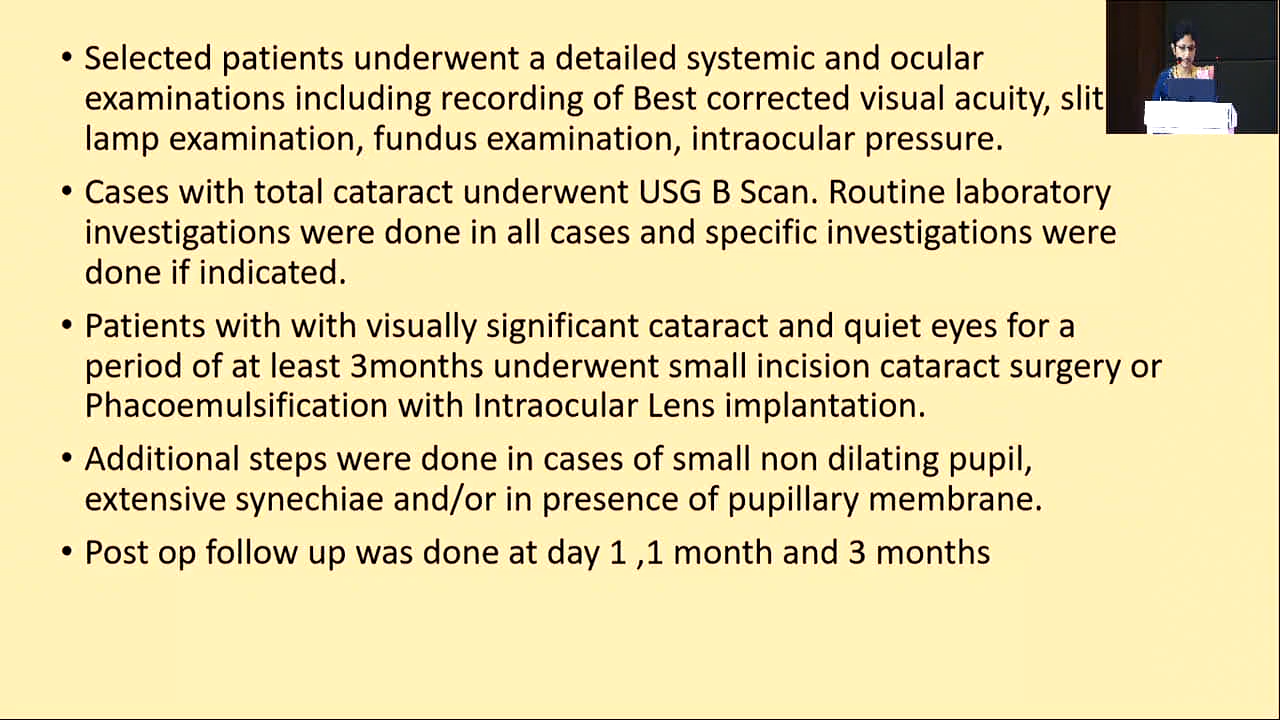 • Selected patients underwent a detailed systemic and ocular
examinations including recording of Best corrected visual acuity, slit
lamp examination, fundus examination, intraocular pressure.
• Cases with total cataract underwent USG B Scan. Routine laboratory
investigations were done in all cases and specific investigations were
done if indicated.
• Patients with with visually significant cataract and quiet eyes for a
period of at least 3months underwent small incision cataract surgery or
Phacoemulsification with Intraocular Lens implantation.
• Additional steps were done in cases of small non dilating pupil,
extensive synechiae and/or in presence of pupillary membrane.
• Post op follow up was done at day 1 ,1 month and 3 months